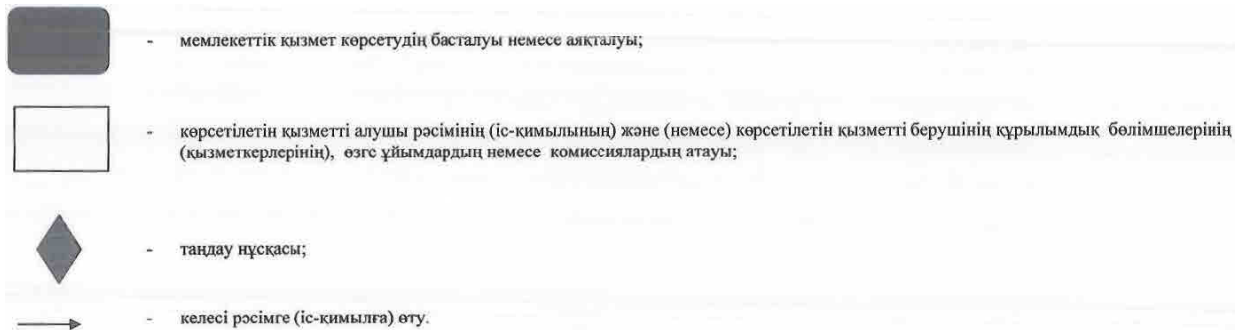 - мемлекеттік қызмет көрсетудің басталуы немесе аяқталуы;
- көрсетілетін қызметті алушы рәсімінің (іс-қимылының) және (немесе) көрсетілетін қызметті берушінің құрылымдық бөлімшелерінің
(қызметкерлерінің), өзге ұйымдардың немесе комиссиялардың атауы;
- таңдау нұсқасы;
- келесі рәсімге (іс-қимылға) өту.